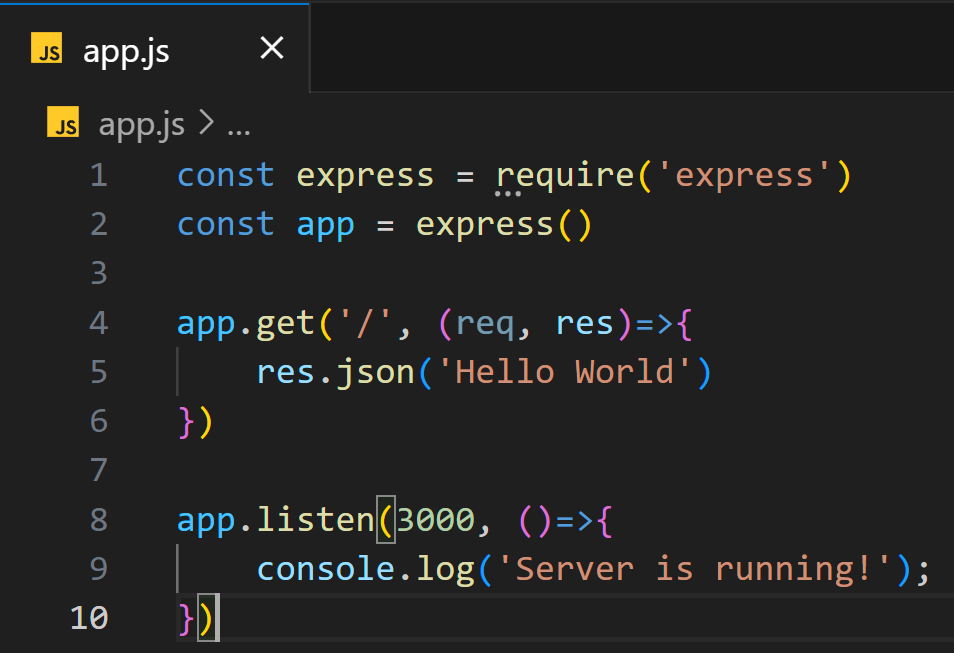 JS app.js ×
JS app.js > ...
1 const express = require('express')
2 const app = express()
3
4 app.get('/', (req, res)=>{
5     res.json('Hello World')
6 })
7
8 app.listen(3000, ()=>{
9     console.log('Server is running!');
10 })